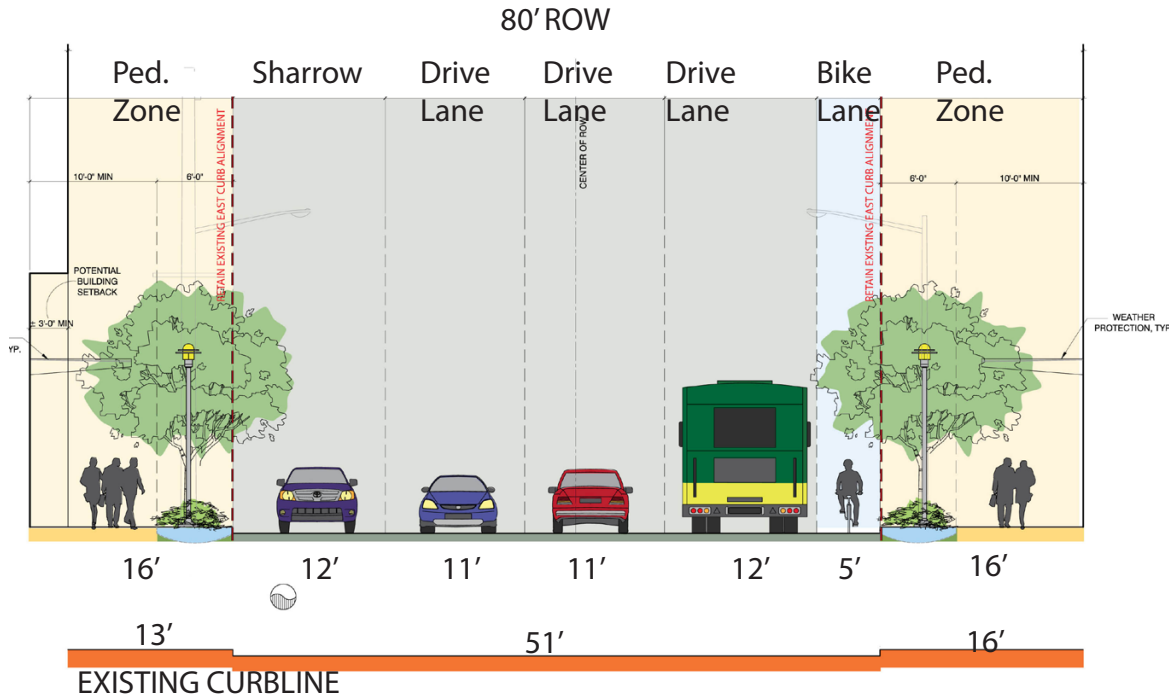 80’ ROW
Ped.
Zone
Sharrow
Drive
Lane
Drive
Lane
Drive
Lane
Bike
Lane
Ped.
Zone
RETAIN EXISTING EAST CURB ALIGNMENT
CENTER OF ROW
RETAIN EXISTING EAST CURB ALIGNMENT
10'-0" MIN
6'-0"
6'-0"
10'-0" MIN
POTENTIAL
BUILDING
SETBACK
± 3'-0" MIN
YP.
WEATHER
PROTECTION, TYP
16’
12’
11’
11’
12’
5’
16’
13’
51’
16’
EXISTING CURBLINE